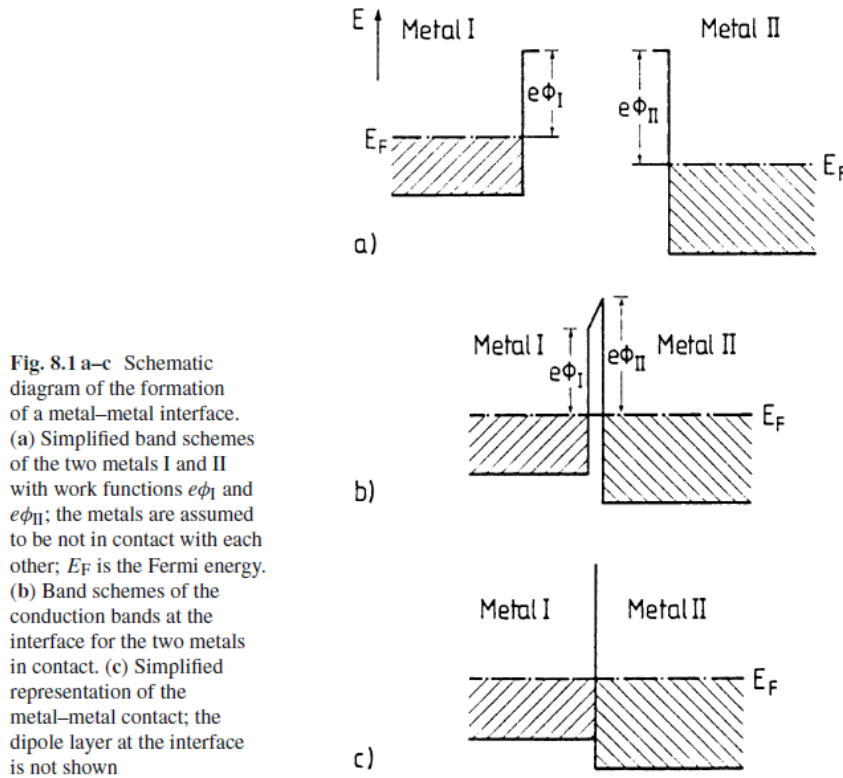 E
Metal I
Metal II
eΦI
eΦII
EF
EF
a)
Metal I
Metal II
eΦI
eΦII
EF
b)
Metal I
Metal II
EF
c)
Fig. 8.1 a–c Schematic
diagram of the formation
of a metal–metal interface.
(a) Simplified band schemes
of the two metals I and II
with work functions eϕI and
eϕII; the metals are assumed
to be not in contact with each
other; EF is the Fermi energy.
(b) Band schemes of the
conduction bands at the
interface for the two metals
in contact. (c) Simplified
representation of the
metal–metal contact; the
dipole layer at the interface
is not shown